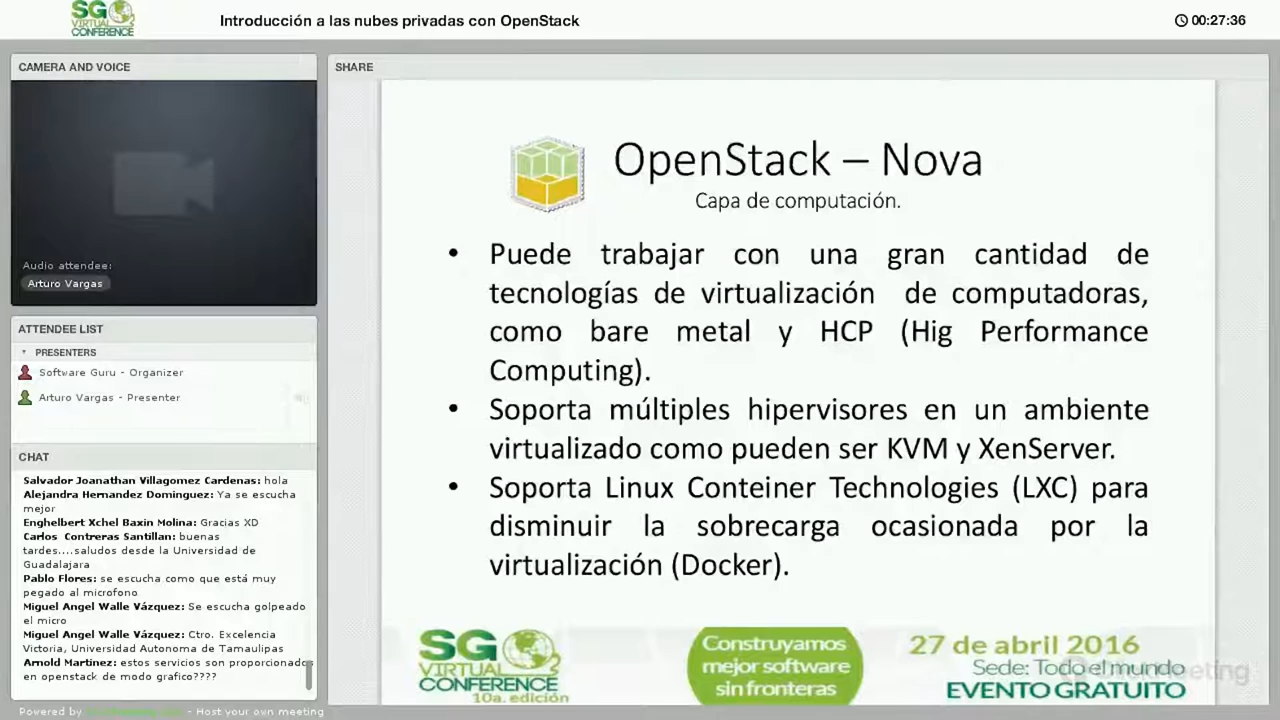 SG
VIRTUAL
CONFERENCE
Introducción a las nubes privadas con OpenStack
00:27:36
CAMERA AND VOICE
Audio attendee:
Arturo Vargas
ATTENDEE LIST
PRESENTERS
Software Guru - Organizer
Arturo Vargas - Presenter
CHAT
Salvador Joanathan Villagomez Cardenas: hola
Alejandra Hernandez Dominguez: Ya se escucha
mejor
Enghelbert Xchel Baxin Molina: Gracias XD
Carlos Contreras Santillan: buenas
tardes....saludos desde la Universidad de
Guadalajara
Pablo Flores: se escucha como que está muy
pegado al microfono
Miguel Angel Walle Vázquez: Se escucha golpeado
el micro
Miguel Angel Walle Vázquez: Ctro. Excelencia
Victoria, Universidad Autonoma de Tamaulipas
Arnold Martinez: estos servicios son proporcionados
en openstack de modo grafico????
Powered by - Host your own meeting
SHARE
OpenStack – Nova
Capa de computación.
• Puede trabajar con una gran cantidad de
tecnologías de virtualización de computadoras,
como bare metal y HCP (Hig Performance
Computing).
• Soporta múltiples hipervisores en un ambiente
virtualizado como pueden ser KVM y XenServer.
• Soporta Linux Conteiner Technologies (LXC) para
disminuir la sobrecarga ocasionada por la
virtualización (Docker).
SG
VIRTUAL
CONFERENCE
10a. edición
Construyamos
mejor software
sin fronteras
27 de abril 2016
Sede: Todo el mundo
EVENTO GRATUITO